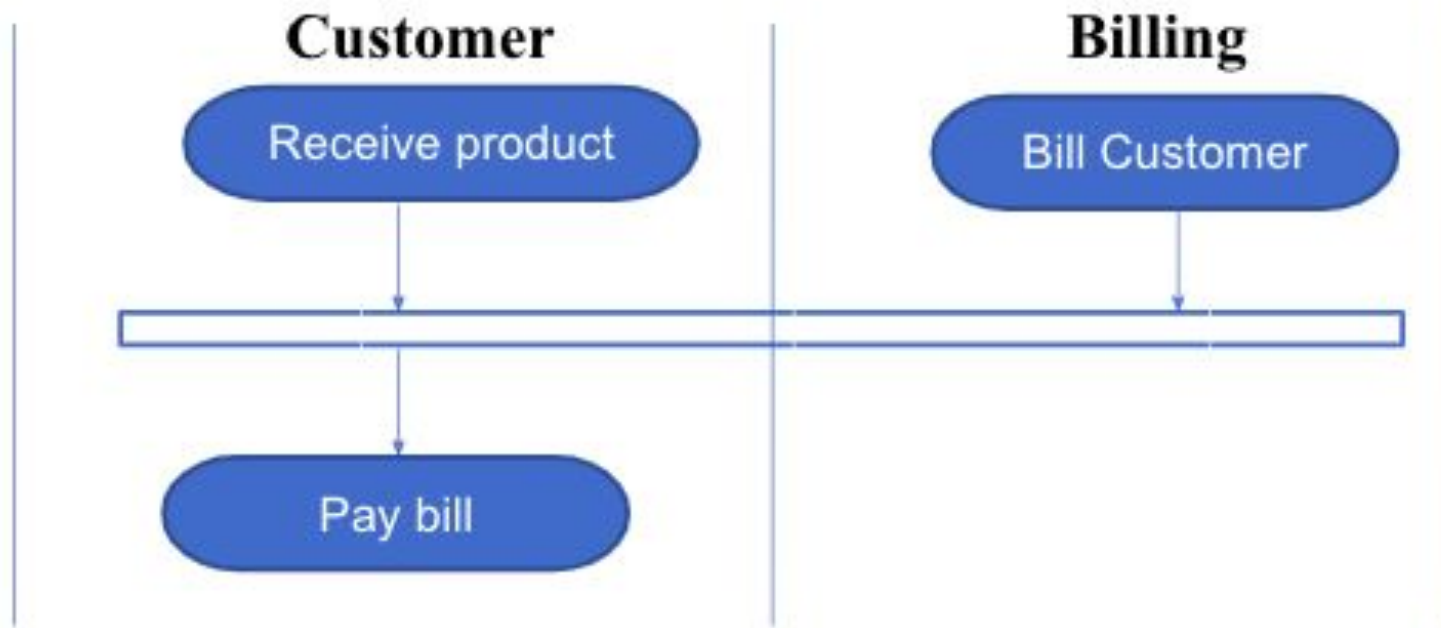 Customer
Billing
Receive product
Bill Customer
Pay bill